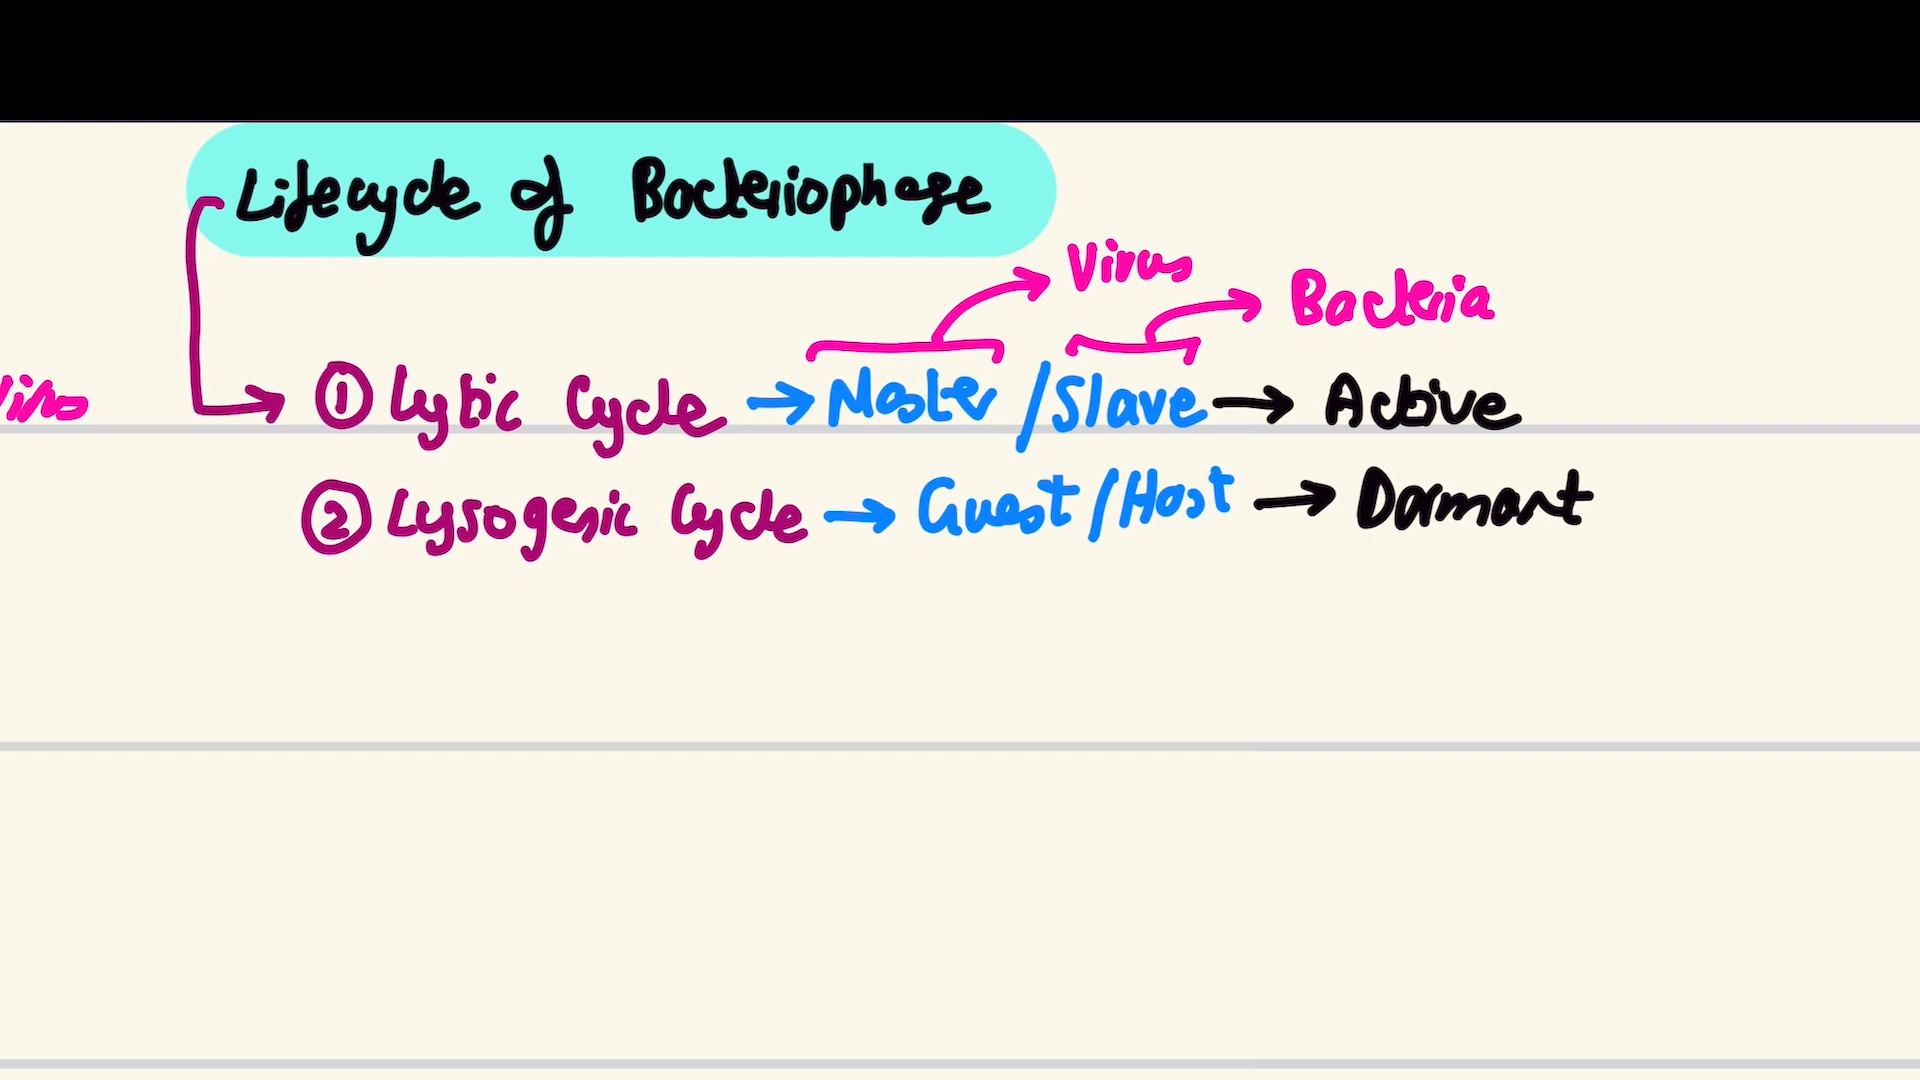 Lifecycle of Bacteriophage
Virus
Bacteria
① Lytic Cycle → Master / Slave → Active
② Lysogenic Cycle → Guest / Host → Dormant